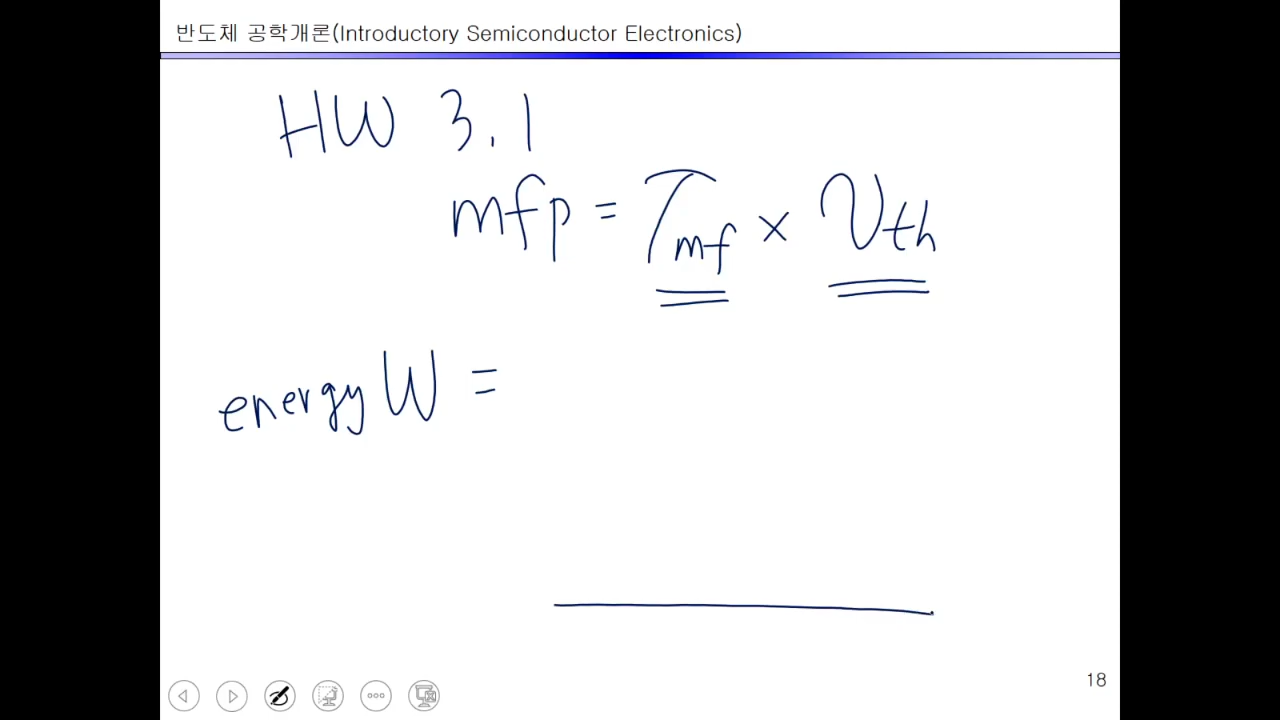 반도체 공학개론(Introductory Semiconductor Electronics)
HW 3.1
mfp = τmf × vth
energy W =
18